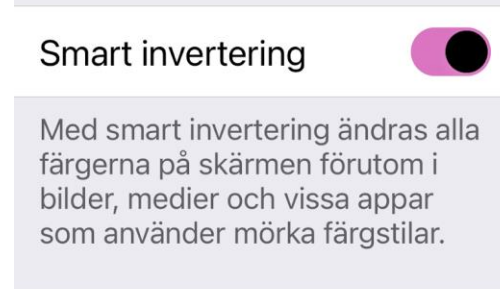 Smart invertering
Med smart invertering ändras alla
färgerna på skärmen förutom i
bilder, medier och vissa appar
som använder mörka färgstilar.